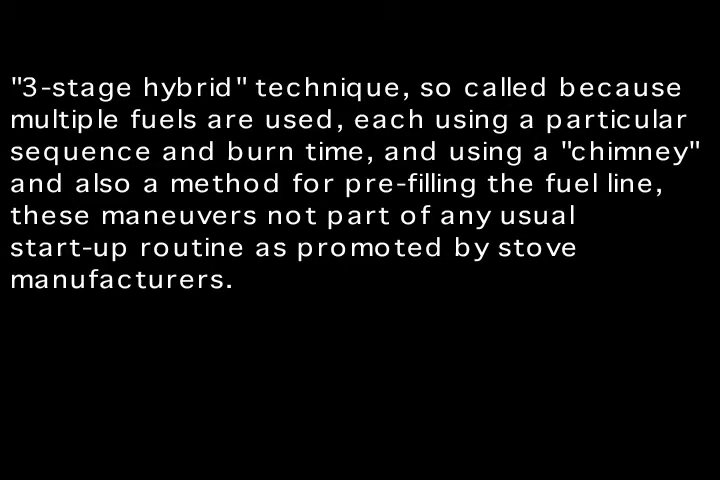 "3-stage hybrid" technique, so called because
multiple fuels are used, each using a particular
sequence and burn time, and using a "chimney"
and also a method for pre-filling the fuel line,
these maneuvers not part of any usual
start-up routine as promoted by stove
manufacturers.